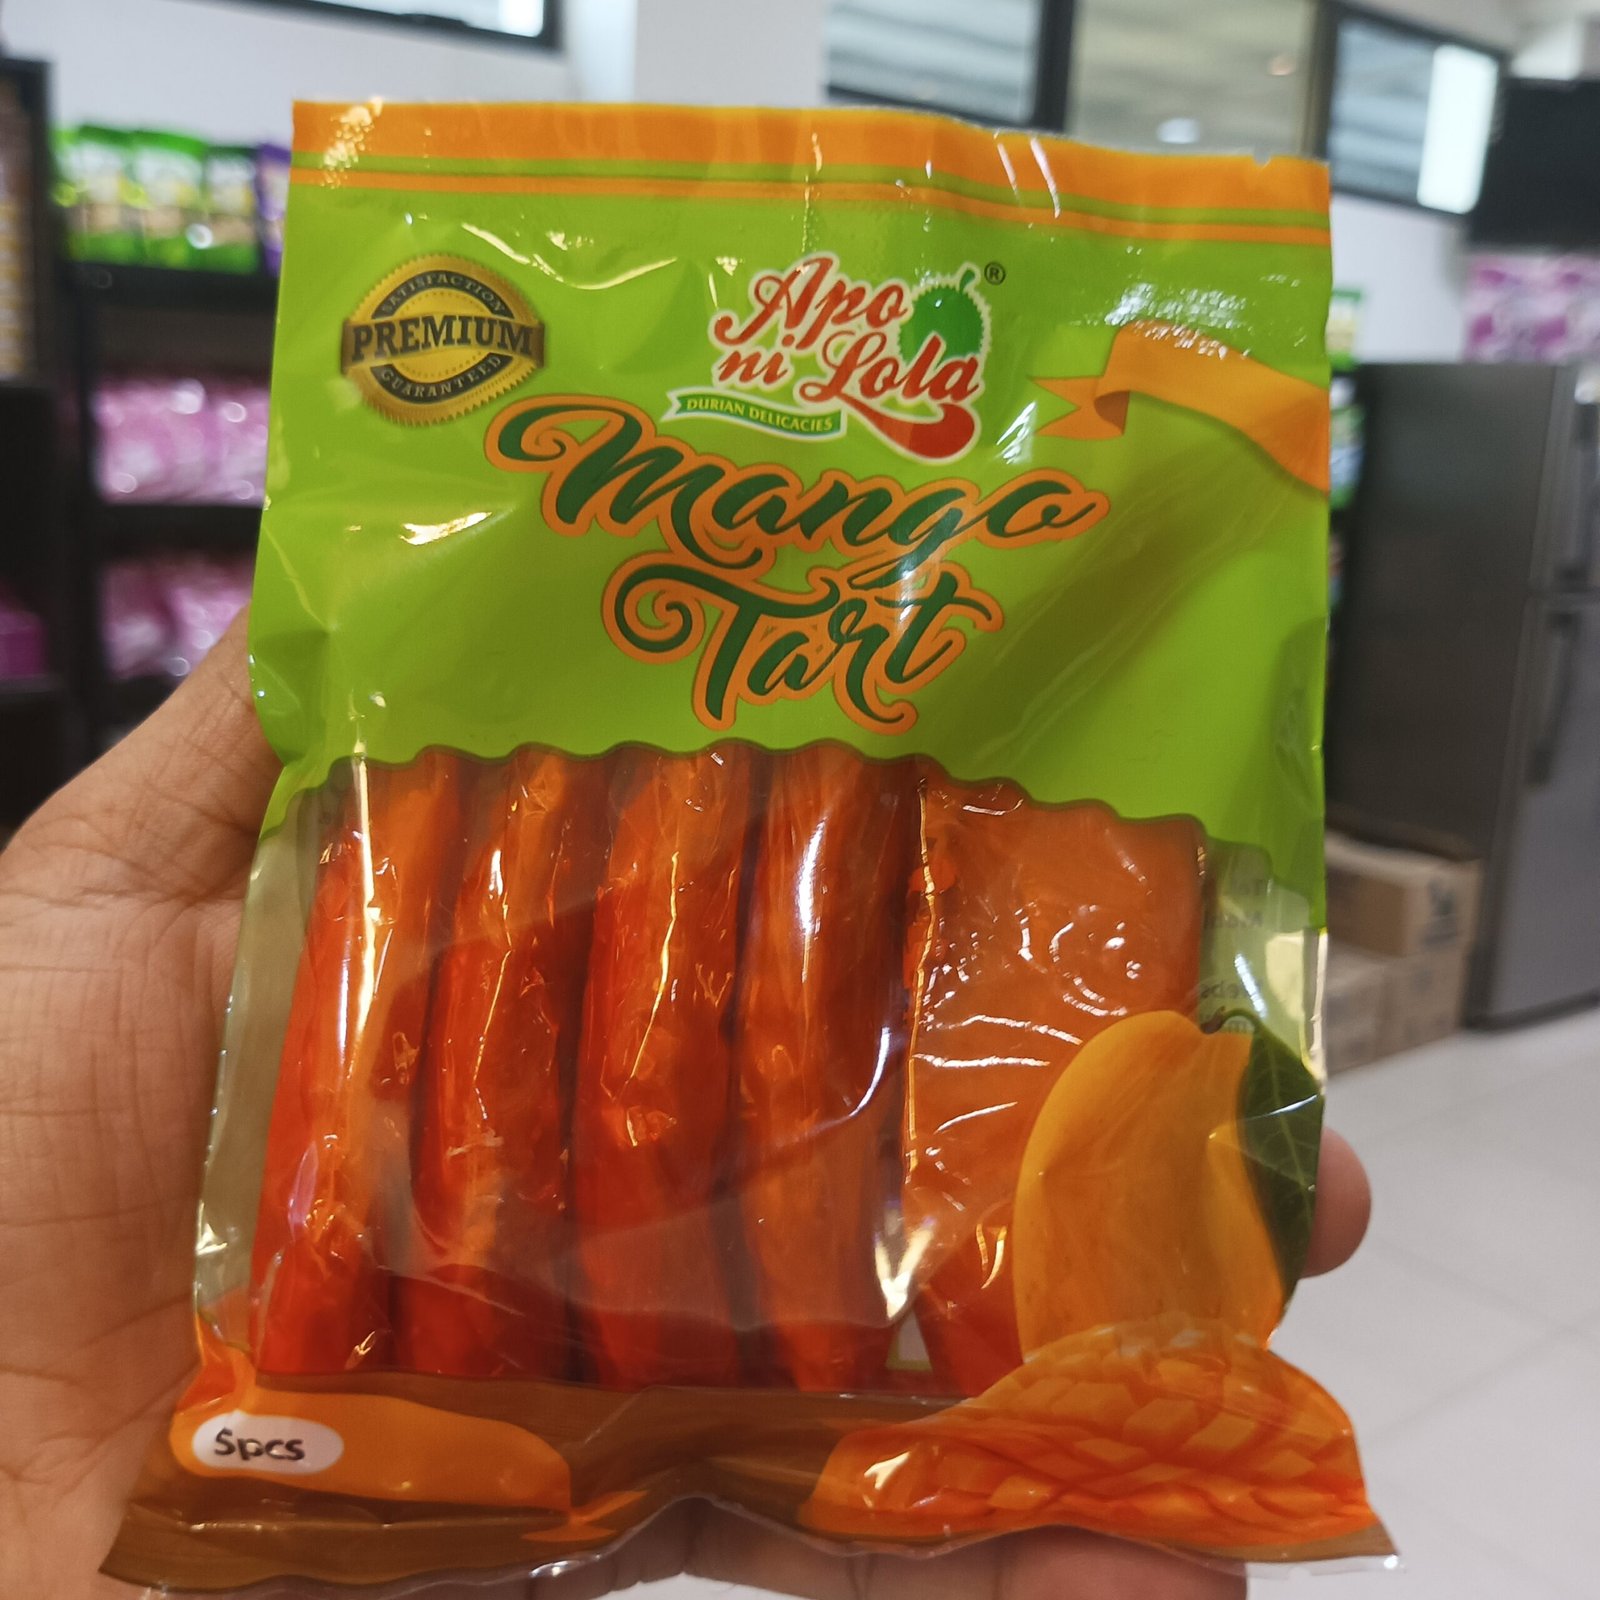 SATISFACTION
PREMIUM
GUARANTEED
Apo
ni Lola®
DURIAN DELICACIES
Mango
Tart
5pcs